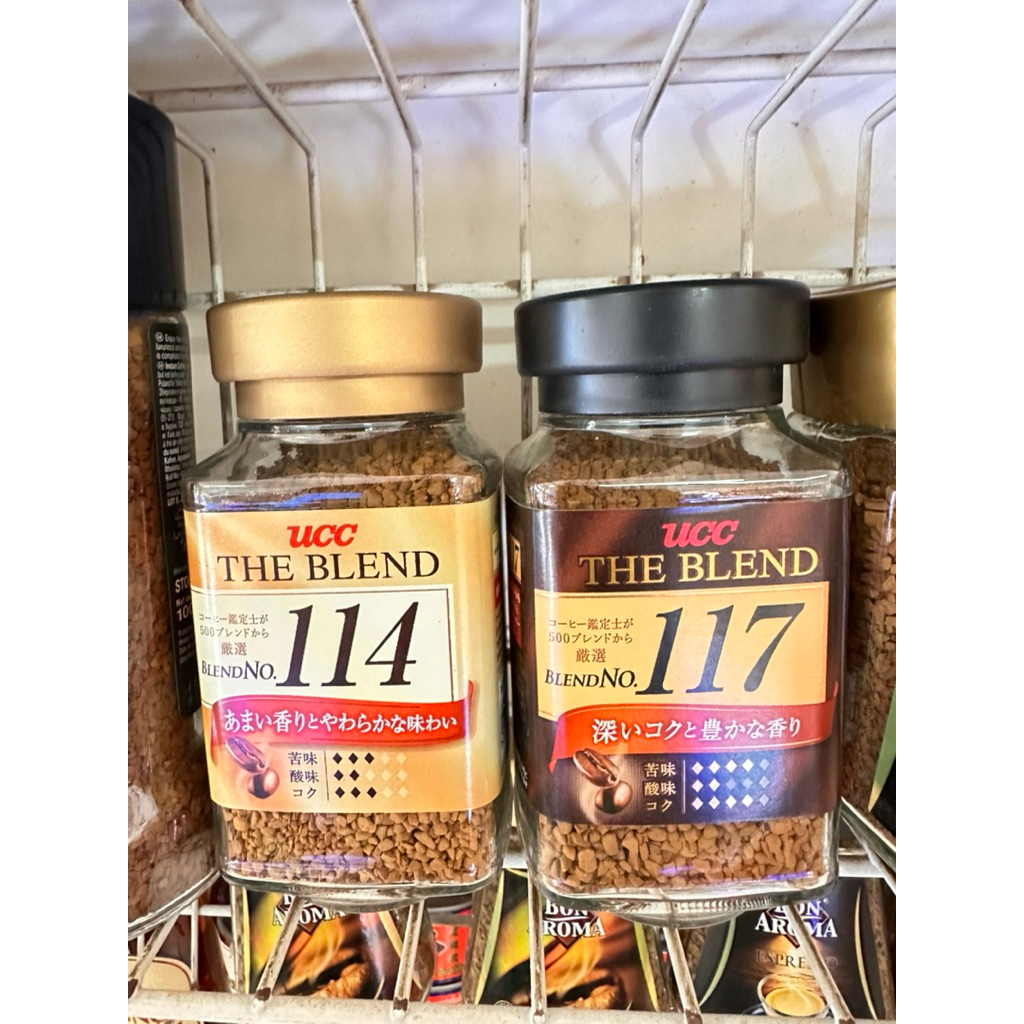 UCC
THE BLEND
コーヒー鑑定士が
500ブレンドから
厳選
BLEND NO. 114
あまい香りとやわらかな味わい
苦味
酸味
コク
UCC
THE BLEND
コーヒー鑑定士が
500ブレンドから
厳選
BLEND NO. 117
深いコクと豊かな香り
苦味
酸味
コク
BON
AROMA
BON
AROMA
ESPRESSO